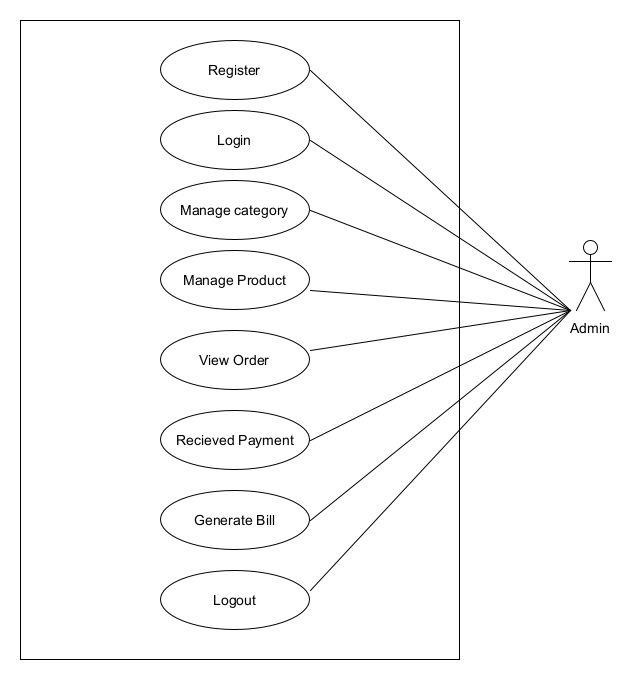 Register
Login
Manage category
Manage Product
View Order
Recieved Payment
Generate Bill
Logout
Admin